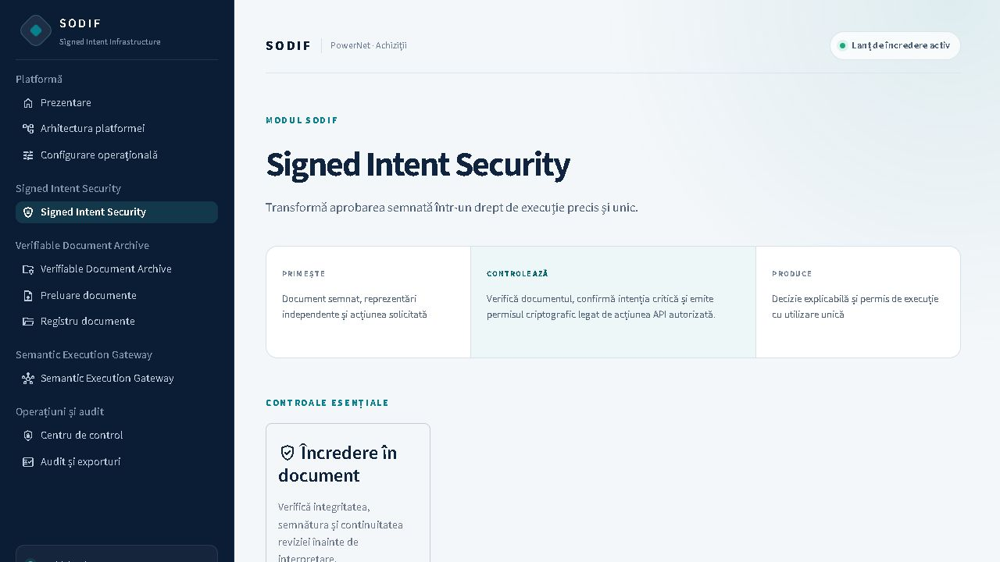 SODIF
Signed Intent Infrastructure
Platformă
Prezentare
Arhitectura platformei
Configurare operațională
Signed Intent Security
Signed Intent Security
Verifiable Document Archive
Verifiable Document Archive
Preluare documente
Registru documente
Semantic Execution Gateway
Semantic Execution Gateway
Operațiuni și audit
Centru de control
Audit și exporturi
SODIF
PowerNet · Achiziții
Lanț de încredere activ
MODUL SODIF
Signed Intent Security
Transformă aprobarea semnată într-un drept de execuție precis și unic.
PRIMEȘTE
Document semnat, reprezentări
independente și acțiunea solicitată
CONTROLEAZĂ
Verifică documentul, confirmă intenția critică și emite
permisul criptografic legat de acțiunea API autorizată.
PRODUCE
Decizie explicabilă și permis de execuție
cu utilizare unică
CONTROALE ESENȚIALE
Încredere în
document
Verifică integritatea,
semnătura și continuitatea
reviziei înainte de
interpretare.